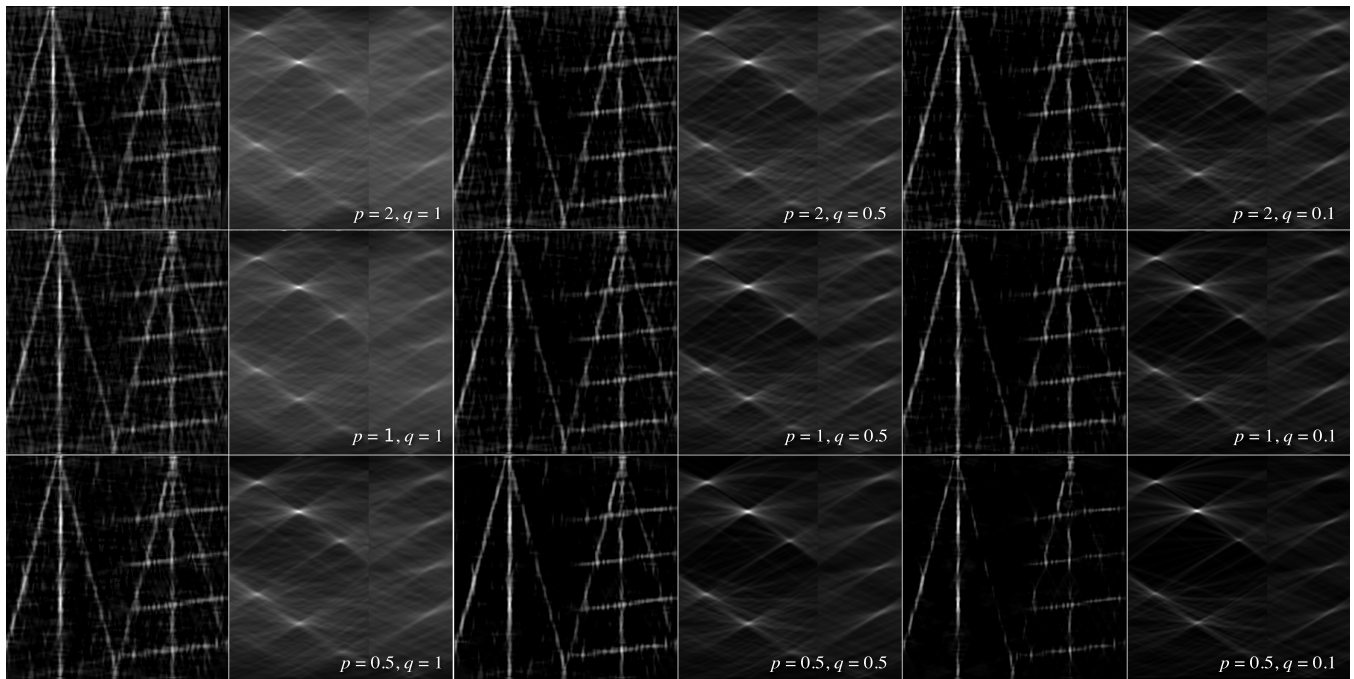 p = 2, q = 1
p = 2, q = 0.5
p = 2, q = 0.1
p = 1, q = 1
p = 1, q = 0.5
p = 1, q = 0.1
p = 0.5, q = 1
p = 0.5, q = 0.5
p = 0.5, q = 0.1